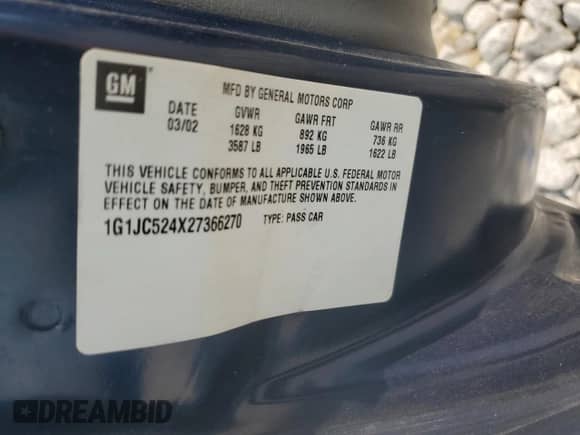 GM
MFD BY GENERAL MOTORS CORP
DATE GVWR GAWR FRT GAWR RR
03/02 1628 KG 892 KG 736 KG
3587 LB 1965 LB 1622 LB
THIS VEHICLE CONFORMS TO ALL APPLICABLE U.S. FEDERAL MOTOR
VEHICLE SAFETY, BUMPER, AND THEFT PREVENTION STANDARDS IN
EFFECT ON THE DATE OF MANUFACTURE SHOWN ABOVE.
1G1JC524X27366270 TYPE: PASS CAR
DREAMBID